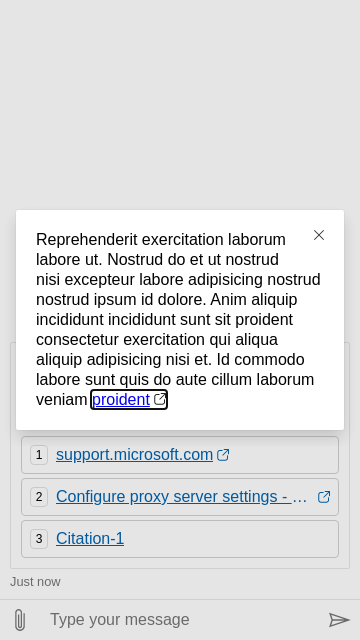 Reprehenderit exercitation laborum
labore ut. Nostrud do et ut nostrud
nisi excepteur labore adipisicing nostrud
nostrud ipsum id dolore. Anim aliquip
incididunt incididunt sunt sit proident
consectetur exercitation qui aliqua
aliquip adipisicing nisi et. Id commodo
labore sunt quis do aute cillum laborum
veniam proident
1 support.microsoft.com
2 Configure proxy server settings - …
3 Citation-1
Just now
Type your message